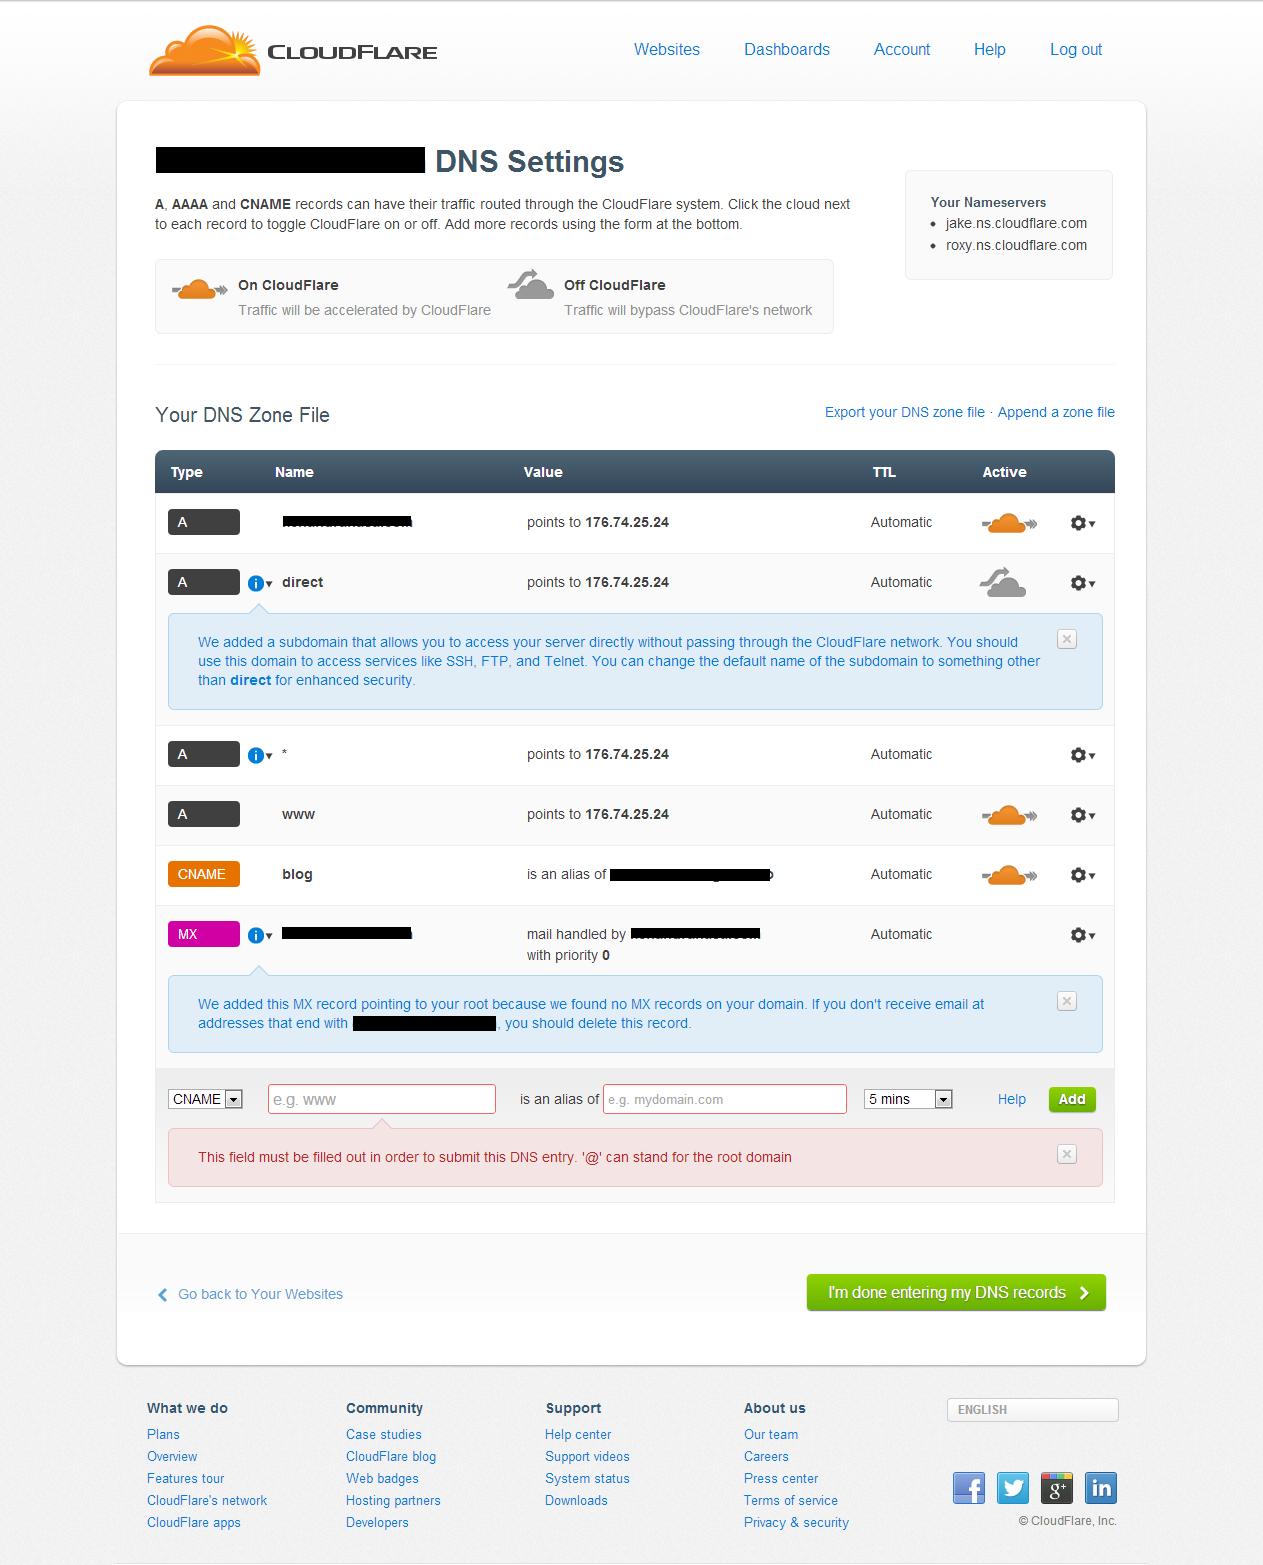 CLOUDFLARE
Websites Dashboards Account Help Log out
DNS Settings
A, AAAA and CNAME records can have their traffic routed through the CloudFlare system. Click the cloud next
to each record to toggle CloudFlare on or off. Add more records using the form at the bottom.
Your Nameservers
jake.ns.cloudflare.com
roxy.ns.cloudflare.com
On CloudFlare
Traffic will be accelerated by CloudFlare
Off CloudFlare
Traffic will bypass CloudFlare's network
Your DNS Zone File
Export your DNS zone file · Append a zone file
Type Name Value TTL Active
A points to 176.74.25.24 Automatic
A i direct points to 176.74.25.24 Automatic
We added a subdomain that allows you to access your server directly without passing through the CloudFlare network. You should
use this domain to access services like SSH, FTP, and Telnet. You can change the default name of the subdomain to something other
than direct for enhanced security.
A i * points to 176.74.25.24 Automatic
A www points to 176.74.25.24 Automatic
CNAME blog is an alias of Automatic
MX i mail handled by Automatic
with priority 0
We added this MX record pointing to your root because we found no MX records on your domain. If you don't receive email at
addresses that end with , you should delete this record.
CNAME e.g. www is an alias of e.g. mydomain.com 5 mins Help Add
This field must be filled out in order to submit this DNS entry. '@' can stand for the root domain
Go back to Your Websites
I'm done entering my DNS records
What we do
Plans
Overview
Features tour
CloudFlare's network
CloudFlare apps
Community
Case studies
CloudFlare blog
Web badges
Hosting partners
Developers
Support
Help center
Support videos
System status
Downloads
About us
Our team
Careers
Press center
Terms of service
Privacy & security
ENGLISH
f g+ in
© CloudFlare, Inc.